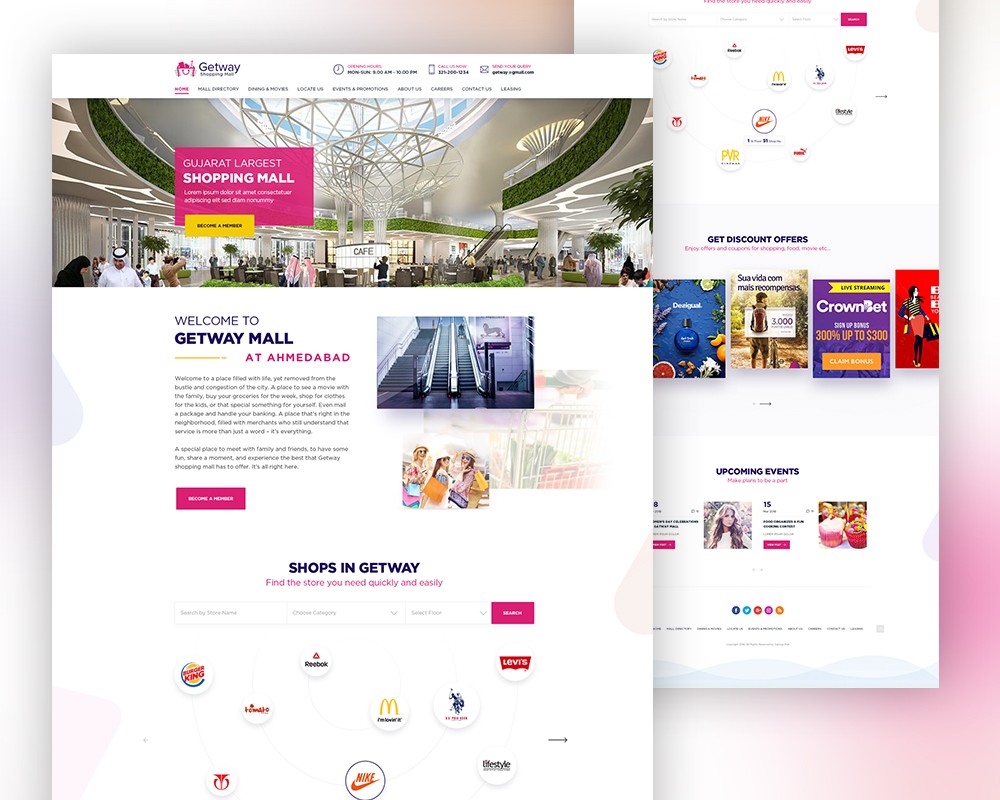 Getway
Shopping Mall
OPENING HOURS:
MON-SUN: 9.00 AM - 10.00 PM
CALL US NOW!
321-200-1234
SEND YOUR QUERY!
HOME
MALL DIRECTORY
DINING & MOVIES
LOCATE US
EVENTS & PROMOTIONS
ABOUT US
CAREERS
CONTACT US
LEASING
GUJARAT LARGEST
SHOPPING MALL
Lorem ipsum dolor sit amet consectetuer
adipiscing elit sed diam nonummy
BECOME A MEMBER
CAFE
WELCOME TO
GETWAY MALL
AT AHMEDABAD
Welcome to a place filled with life, yet removed from the
bustle and congestion of the city. A place to see a movie with
the family, buy your groceries for the week, shop for clothes
for the kids, or that special something for yourself. Even mail
a package and handle your banking. A place that's right in the
neighborhood, filled with merchants who still understand that
service is more than just a word – it's everything.
A special place to meet with family and friends, to have some
fun, share a moment, and experience the best that Getway
shopping mall has to offer. It's all right here.
BECOME A MEMBER
SHOPS IN GETWAY
Find the store you need quickly and easily
Search by Store Name
Choose Category
Select Floor
SEARCH
BURGER
KING
Reebok
LEVI'S
tomato
i'm lovin' it
U.S. POLO ASSN.
lifestyle
NIKE
Find the store you need quickly and easily
Search by Store Name
Choose Category
Select Floor
SEARCH
BURGER
KING
Reebok
LEVI'S
tomato
i'm lovin' it
lifestyle
NIKE
PVR
CINEMAS
PUMA
GET DISCOUNT OFFERS
Enjoy offers and coupons for shopping, food, movie etc...
Desigual.
Sua vida com
mais recompensas.
3.000
LIVE STREAMING
CrownBet
SIGN UP BONUS
300% UP TO $300
CLAIM BONUS
UPCOMING EVENTS
Make plans to be a part
8
15
FOOD ORGANIZES A FUN
COOKING CONTEST
MALL DIRECTORY
DINING & MOVIES
LOCATE US
EVENTS & PROMOTIONS
ABOUT US
CAREERS
CONTACT US
LEASING